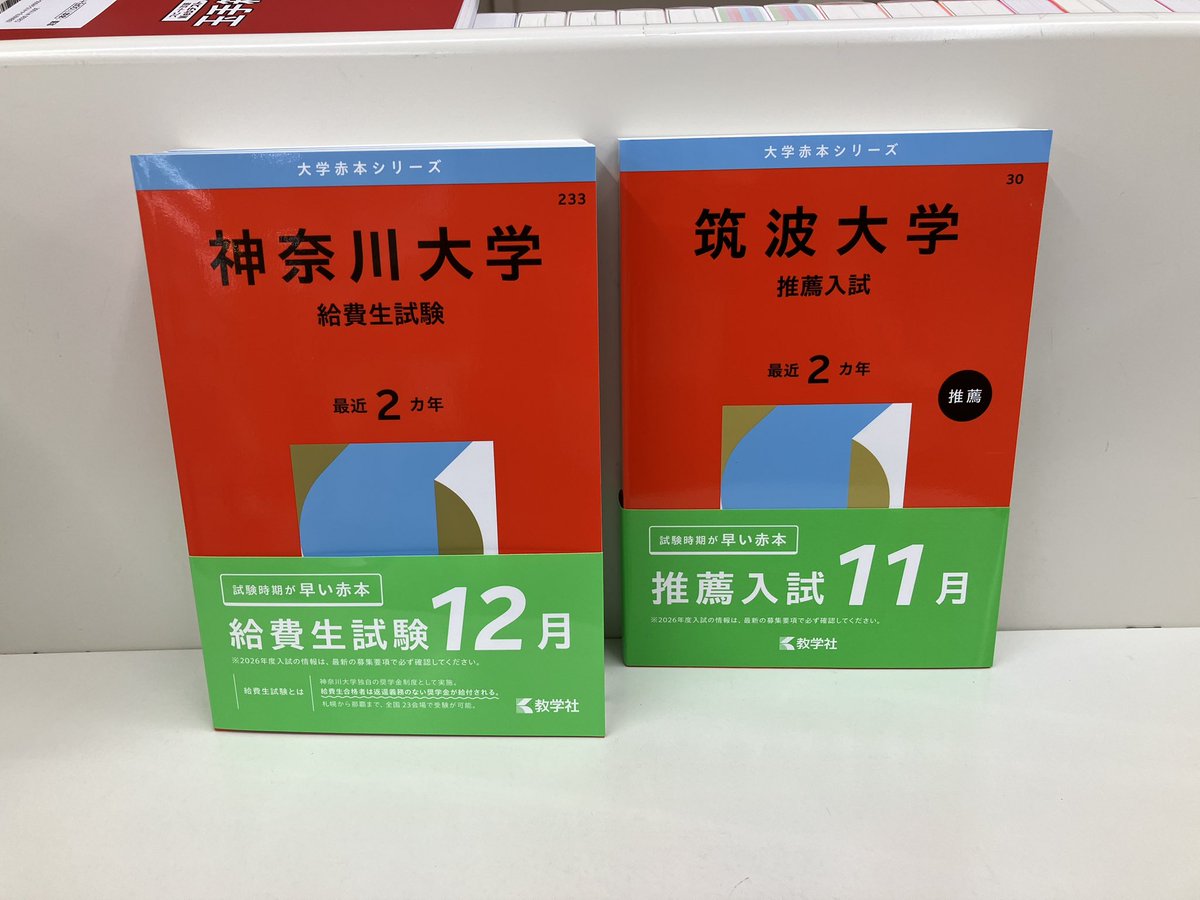 大学赤本シリーズ
233
神奈川大学
給費生試験
最近2カ年
試験時期が早い赤本
給費生試験12月
※2026年度入試の情報は、最新の募集要項で必ず確認してください。
給費生試験とは
神奈川大学独自の奨学金制度として実施。
給費生合格者は返還義務のない奨学金が給付される。
札幌から那覇まで、全国23会場で受験が可能。
教学社
大学赤本シリーズ
30
筑波大学
推薦入試
最近2カ年
推薦
試験時期が早い赤本
推薦入試11月
※2026年度入試の情報は、最新の募集要項で必ず確認してください。
教学社